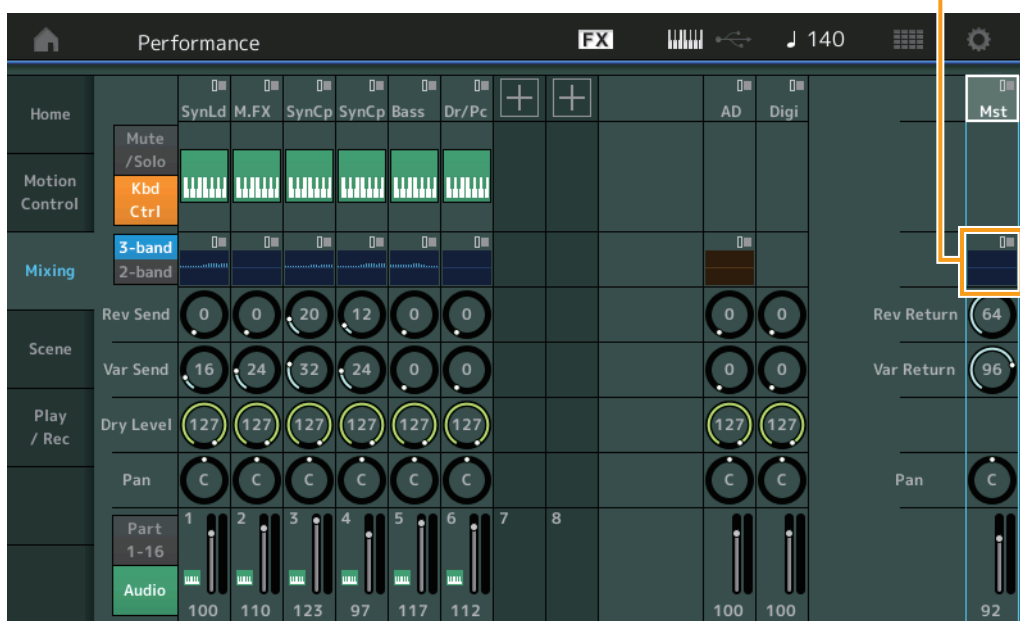 Performance
FX
140
SynLd M.FX SynCp SynCp Bass Dr/Pc AD Digi Mst
Home
Mute
/Solo
Kbd
Ctrl
Motion
Control
3-band
2-band
Mixing
Rev Send 0 0 20 12 0 0 0 0 Rev Return 64
Scene
Var Send 16 24 32 24 0 0 0 0 Var Return 96
Play
/ Rec
Dry Level 127 127 127 127 127 127 127 127
Pan C C C C C C C C Pan C
1 2 3 4 5 6 7 8
Part
1-16
Audio
100 110 123 97 117 112 100 100 92